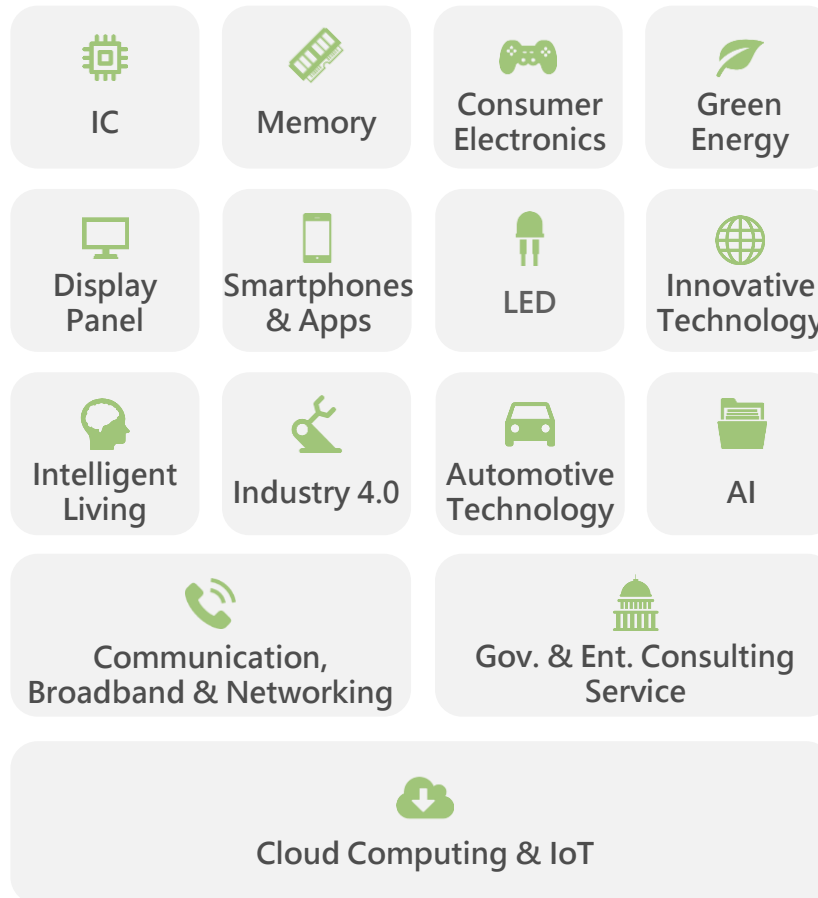 IC
Memory
Consumer
Electronics
Green
Energy
Display
Panel
Smartphones
& Apps
LED
Innovative
Technology
Intelligent
Living
Industry 4.0
Automotive
Technology
AI
Communication,
Broadband & Networking
Gov. & Ent. Consulting
Service
Cloud Computing & IoT